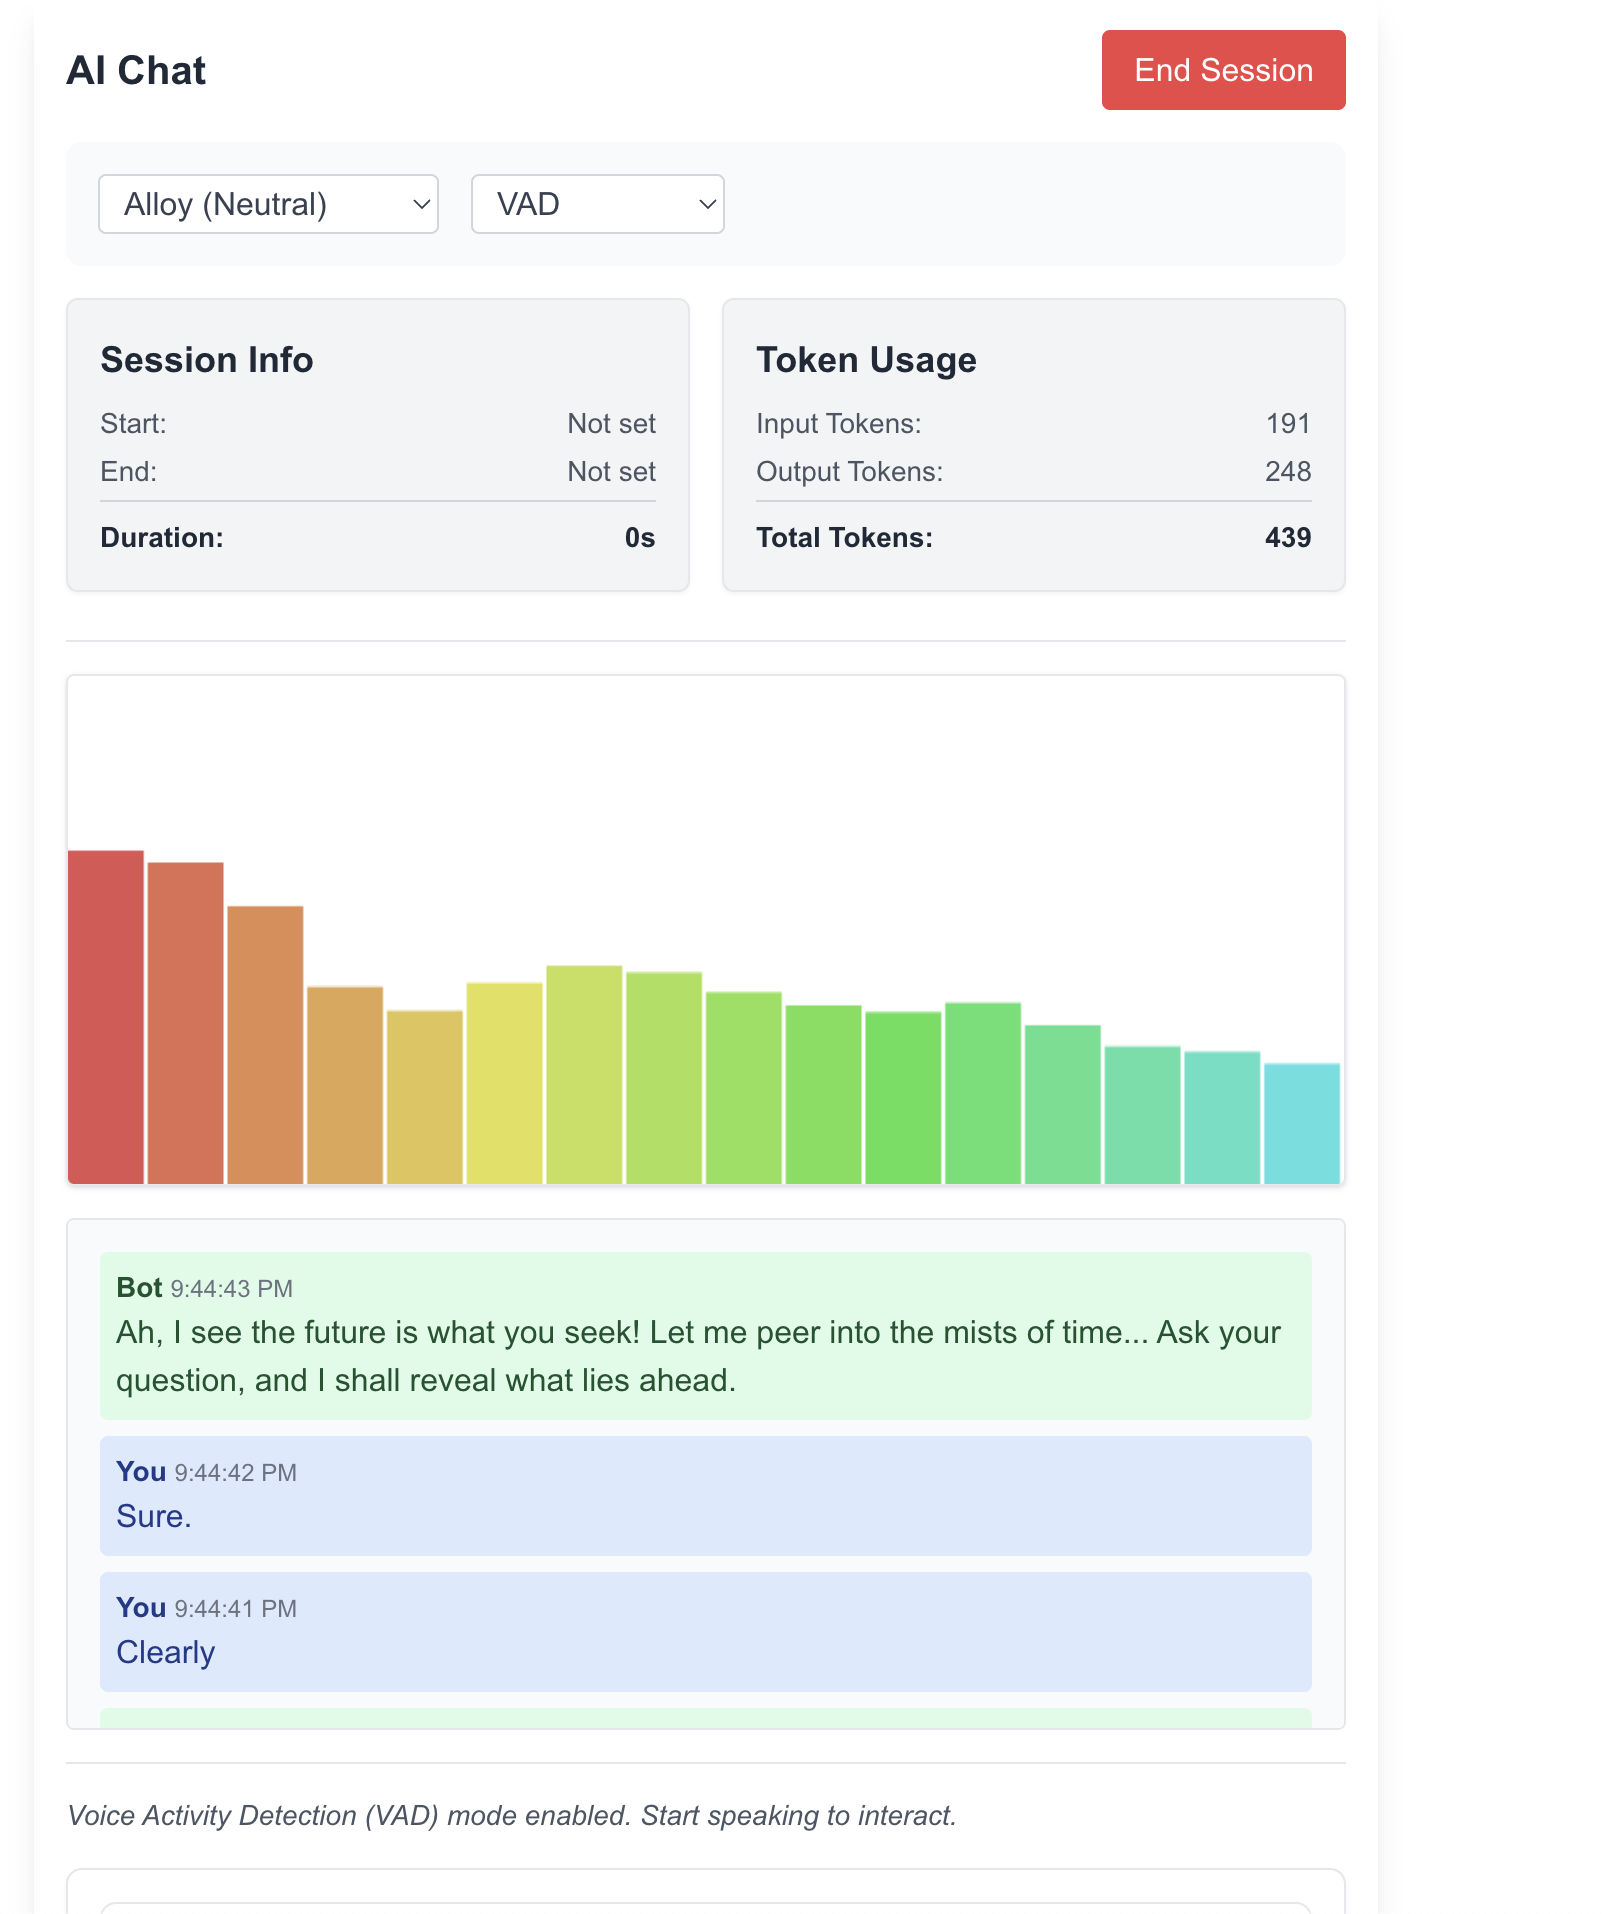 AI Chat
End Session
Alloy (Neutral)
VAD
Session Info
Start: Not set
End: Not set
Duration: 0s
Token Usage
Input Tokens: 191
Output Tokens: 248
Total Tokens: 439
Bot 9:44:43 PM
Ah, I see the future is what you seek! Let me peer into the mists of time... Ask your
question, and I shall reveal what lies ahead.
You 9:44:42 PM
Sure.
You 9:44:41 PM
Clearly
Voice Activity Detection (VAD) mode enabled. Start speaking to interact.